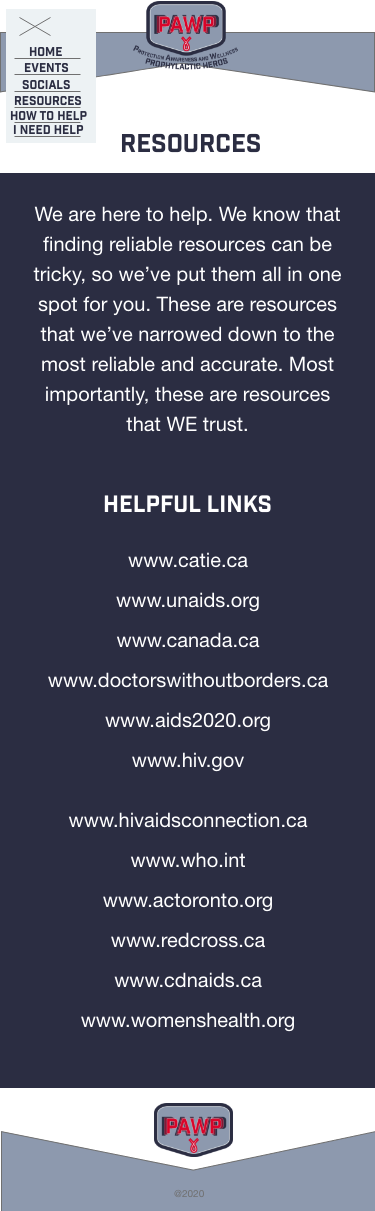 PAWP
Protection Awareness and Wellness
Prophylactic Heros
HOME
EVENTS
SOCIALS
RESOURCES
HOW TO HELP
I NEED HELP
RESOURCES
We are here to help. We know that
finding reliable resources can be
tricky, so we’ve put them all in one
spot for you. These are resources
that we’ve narrowed down to the
most reliable and accurate. Most
importantly, these are resources
that WE trust.
HELPFUL LINKS
www.catie.ca
www.unaids.org
www.canada.ca
www.doctorswithoutborders.ca
www.aids2020.org
www.hiv.gov
www.hivaidsconnection.ca
www.who.int
www.actoronto.org
www.redcross.ca
www.cdnaids.ca
www.womenshealth.org
PAWP
@2020